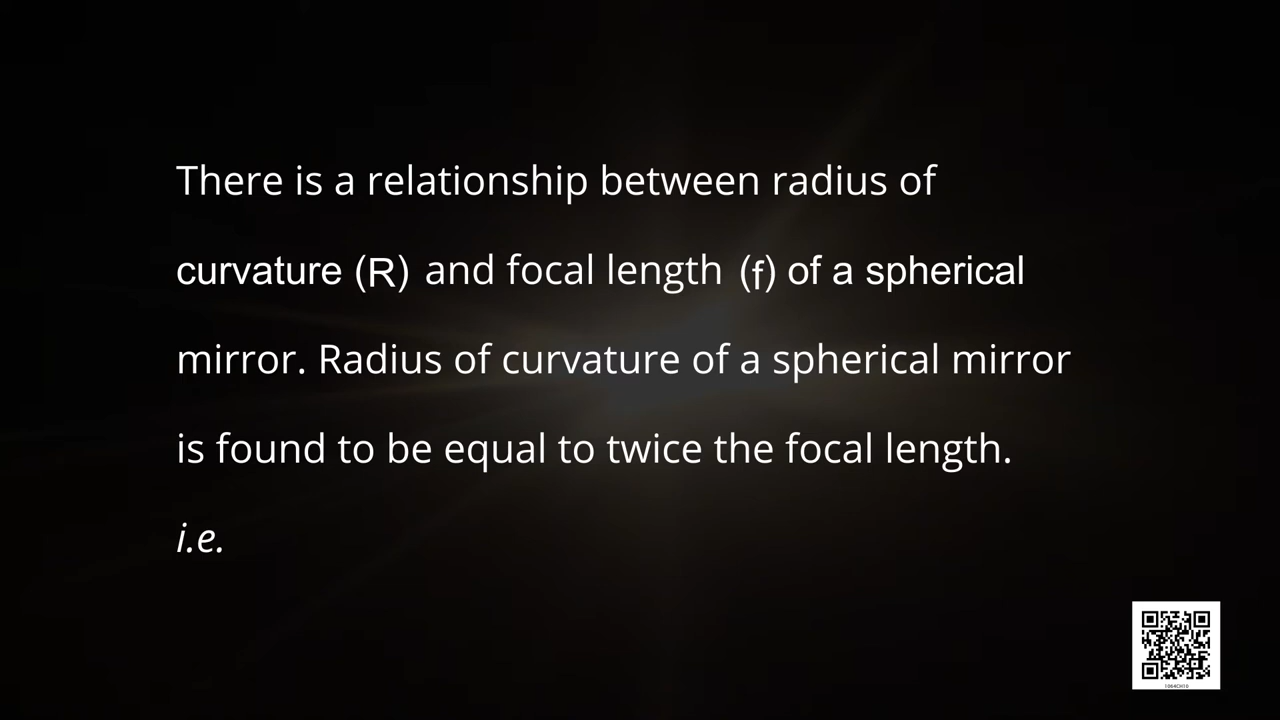 There is a relationship between radius of
curvature (R) and focal length (f) of a spherical
mirror. Radius of curvature of a spherical mirror
is found to be equal to twice the focal length.
i.e.
1064CH10